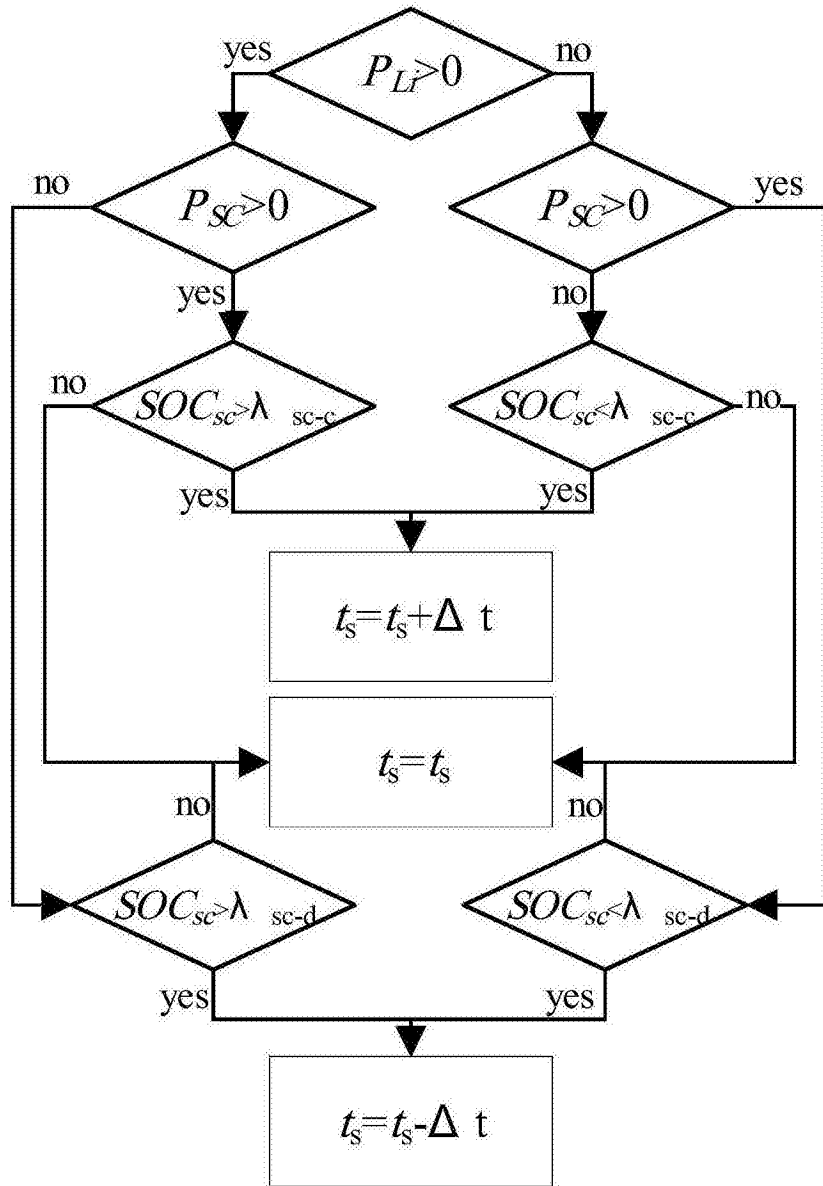 yes
P_Li>0
no
no
P_SC>0
P_SC>0
yes
yes
no
no
SOC_sc>λ sc-c
SOC_sc<λ sc-c
no
yes
yes
t_s=t_s+Δ t
t_s=t_s
no
no
SOC_sc>λ sc-d
SOC_sc<λ sc-d
yes
yes
t_s=t_s-Δ t